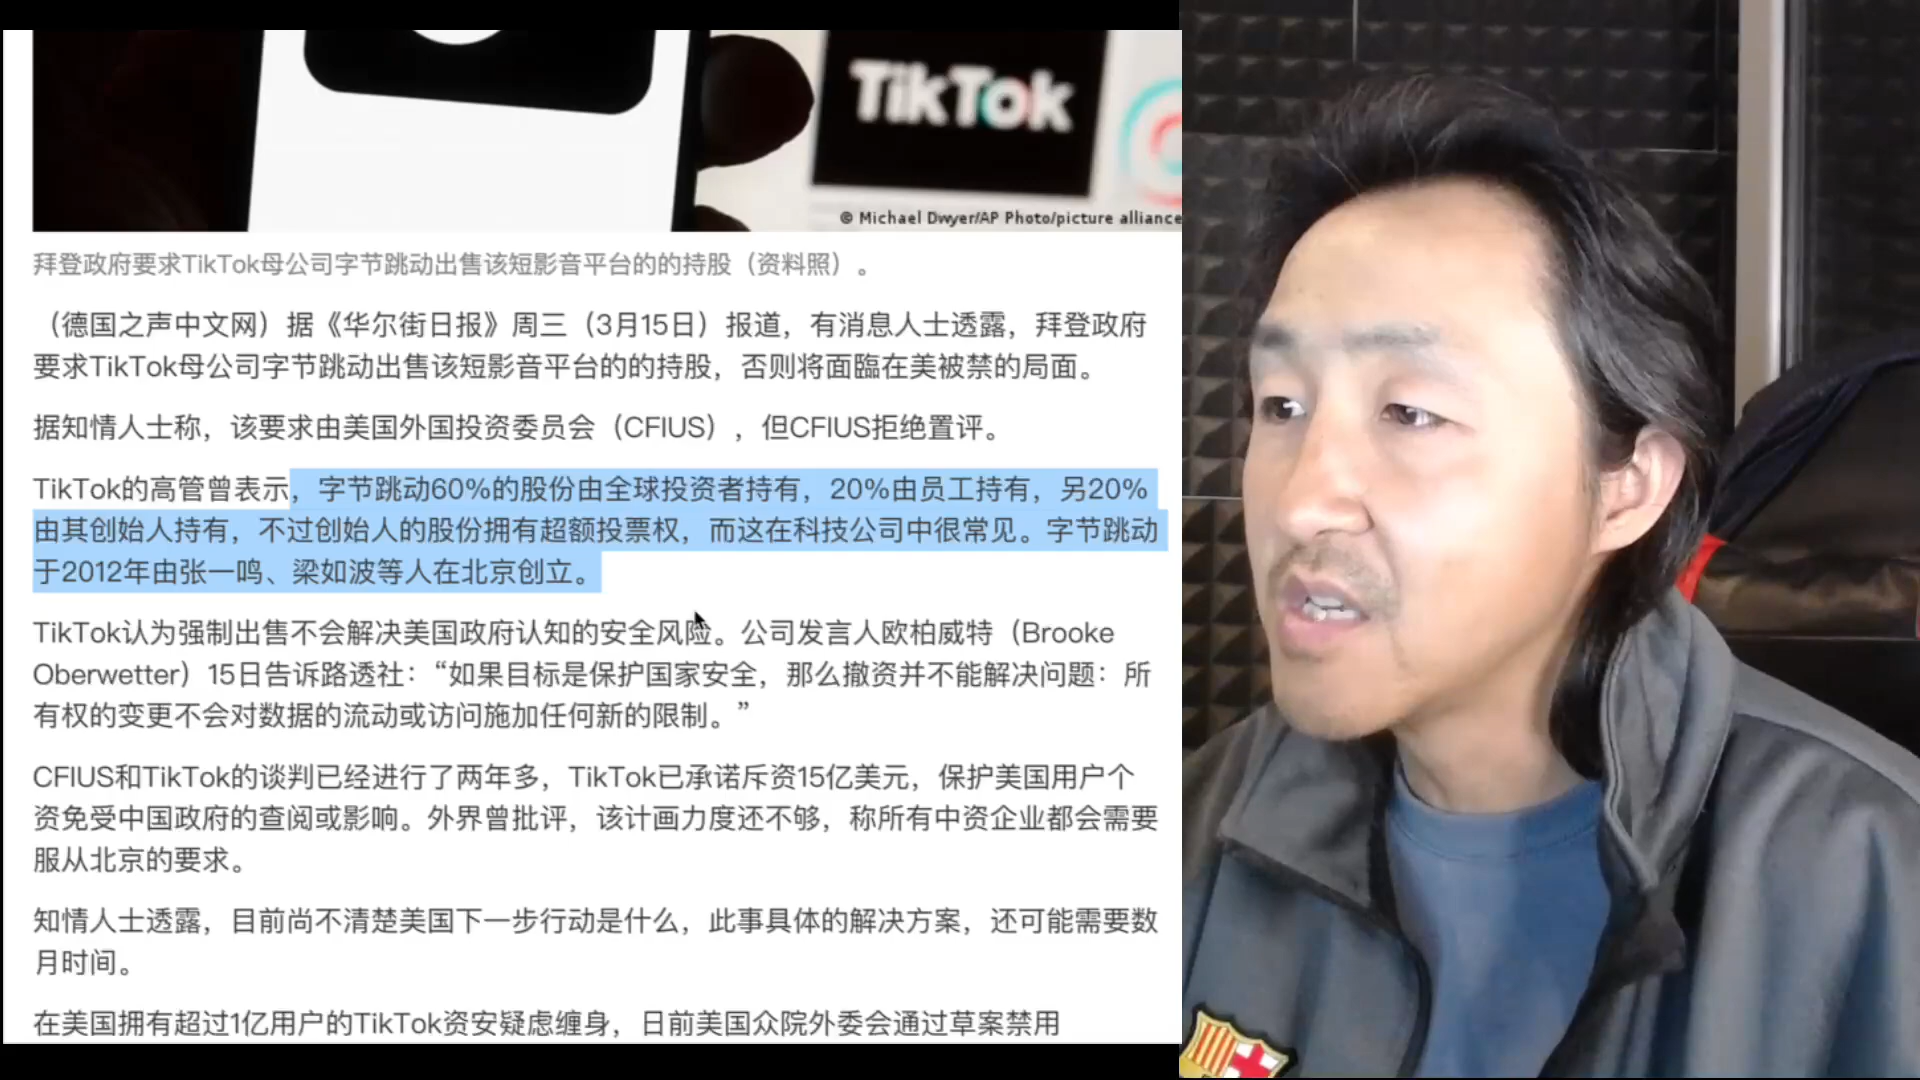 TikTok
© Michael Dwyer/AP Photo/picture alliance
拜登政府要求TikTok母公司字节跳动出售该短影音平台的的持股（资料照）。
（德国之声中文网）据《华尔街日报》周三（3月15日）报道，有消息人士透露，拜登政府
要求TikTok母公司字节跳动出售该短影音平台的的持股，否则将面臨在美被禁的局面。
据知情人士称，该要求由美国外国投资委员会（CFIUS），但CFIUS拒绝置评。
TikTok的高管曾表示，字节跳动60%的股份由全球投资者持有，20%由员工持有，另20%
由其创始人持有，不过创始人的股份拥有超额投票权，而这在科技公司中很常见。字节跳动
于2012年由张一鸣、梁如波等人在北京创立。
TikTok认为强制出售不会解决美国政府认知的安全风险。公司发言人欧柏威特（Brooke
Oberwetter）15日告诉路透社：“如果目标是保护国家安全，那么撤资并不能解决问题：所
有权的变更不会对数据的流动或访问施加任何新的限制。”
CFIUS和TikTok的谈判已经进行了两年多，TikTok已承诺斥资15亿美元，保护美国用户个
资免受中国政府的查阅或影响。外界曾批评，该计画力度还不够，称所有中资企业都会需要
服从北京的要求。
知情人士透露，目前尚不清楚美国下一步行动是什么，此事具体的解决方案，还可能需要数
月时间。
在美国拥有超过1亿用户的TikTok资安疑虑缠身，日前美国众院外委会通过草案禁用